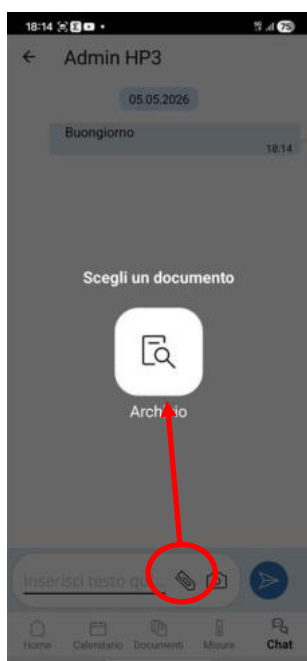 18:14
75
Admin HP3
05.05.2026
Buongiorno
18:14
Scegli un documento
Archivio
Inserisci testo qui
Home Calendario Documenti Misure Chat